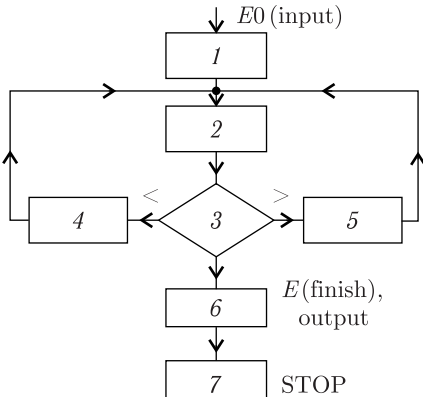 E0 (input)
1
2
< >
4 3 5
6 E (finish),
output
7 STOP